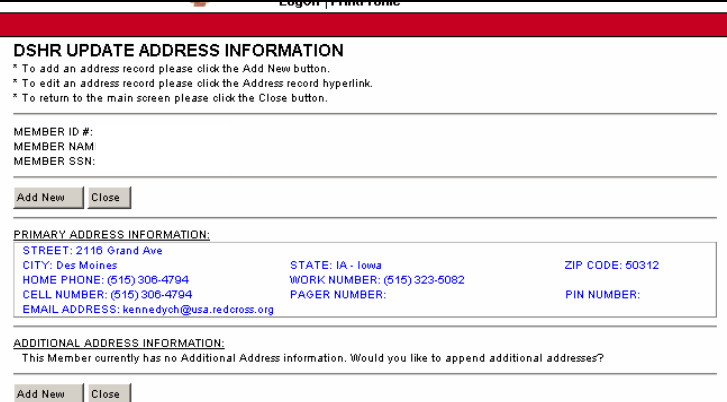 LogOn | Print Tonic
DSHR UPDATE ADDRESS INFORMATION
* To add an address record please click the Add New button.
* To edit an address record please click the Address record hyperlink.
* To return to the main screen please click the Close button.
MEMBER ID #:
MEMBER NAM
MEMBER SSN:
Add New Close
PRIMARY ADDRESS INFORMATION:
STREET: 2116 Grand Ave
CITY: Des Moines STATE: IA - Iowa ZIP CODE: 50312
HOME PHONE: (515) 306-4794 WORK NUMBER: (515) 323-5082
CELL NUMBER: (515) 306-4794 PAGER NUMBER: PIN NUMBER:
EMAIL ADDRESS: kennedych@usa.redcross.org
ADDITIONAL ADDRESS INFORMATION:
This Member currently has no Additional Address information. Would you like to append additional addresses?
Add New Close